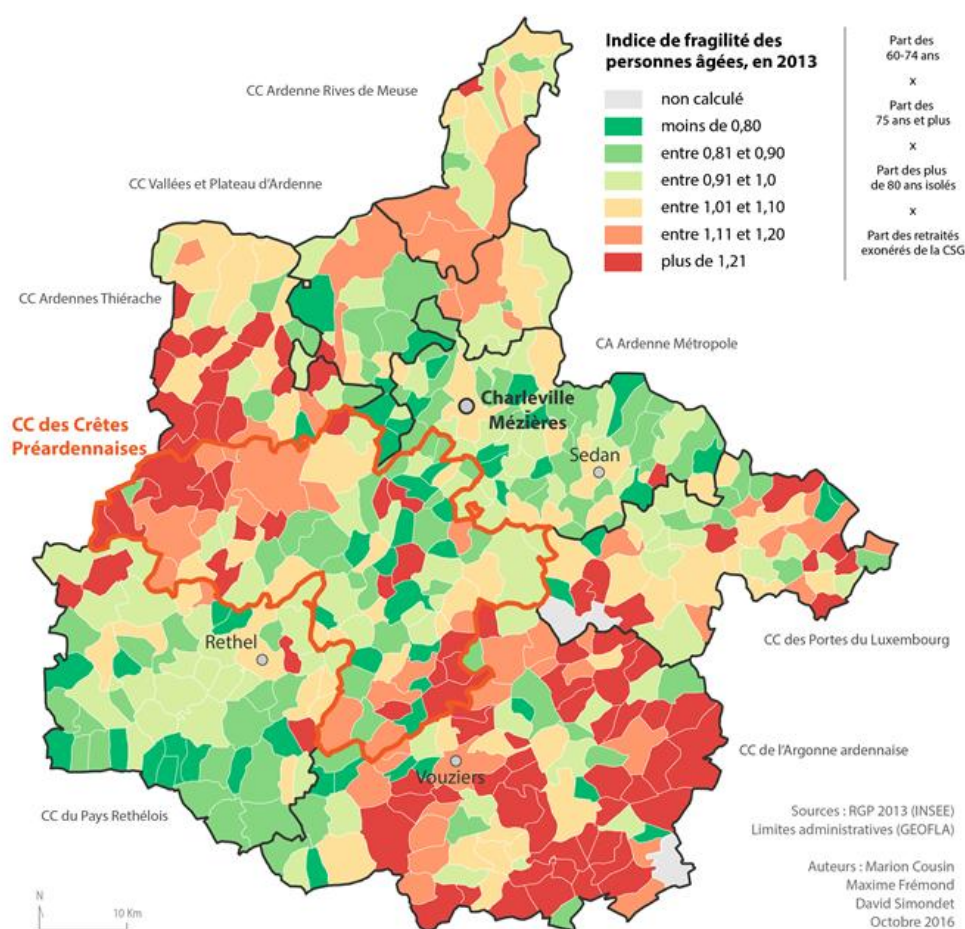 Indice de fragilité des
personnes âgées, en 2013
non calculé
moins de 0,80
entre 0,81 et 0,90
entre 0,91 et 1,0
entre 1,01 et 1,10
entre 1,11 et 1,20
plus de 1,21
Part des
60-74 ans
x
Part des
75 ans et plus
x
Part des plus
de 80 ans isolés
x
Part des retraités
exonérés de la CSG
CC Ardenne Rives de Meuse
CC Vallées et Plateau d'Ardenne
CC Ardennes Thiérache
CA Ardenne Métropole
CC des Crêtes
Préardennaises
Charleville
Mézières
Sedan
Rethel
CC des Portes du Luxembourg
CC de l'Argonne ardennaise
Vouziers
CC du Pays Rethélois
Sources : RGP 2013 (INSEE)
Limites administratives (GEOFLA)
Auteurs : Marion Cousin
Maxime Frémond
David Simondet
Octobre 2016
N
10 Km